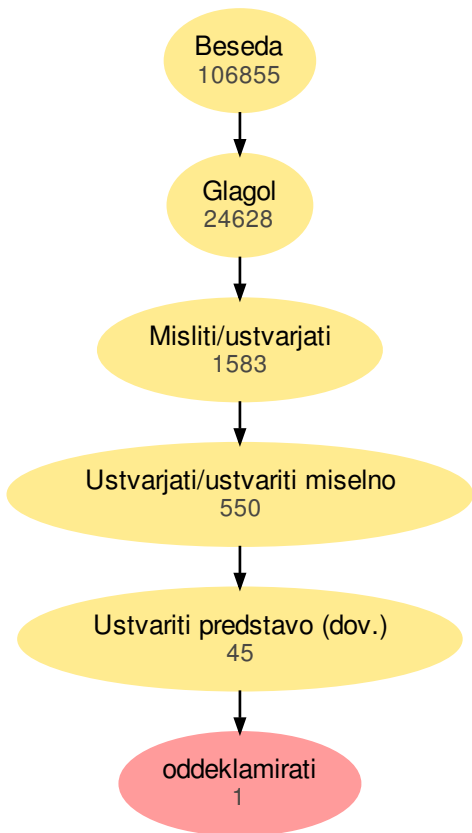 Beseda
106855
Glagol
24628
Misliti/ustvarjati
1583
Ustvarjati/ustvariti miselno
550
Ustvariti predstavo (dov.)
45
oddeklamirati
1